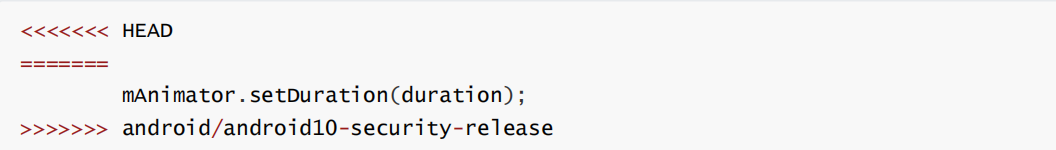 <<<<<<< HEAD
=======
        mAnimator.setDuration(duration);
>>>>>>> android/android10-security-release